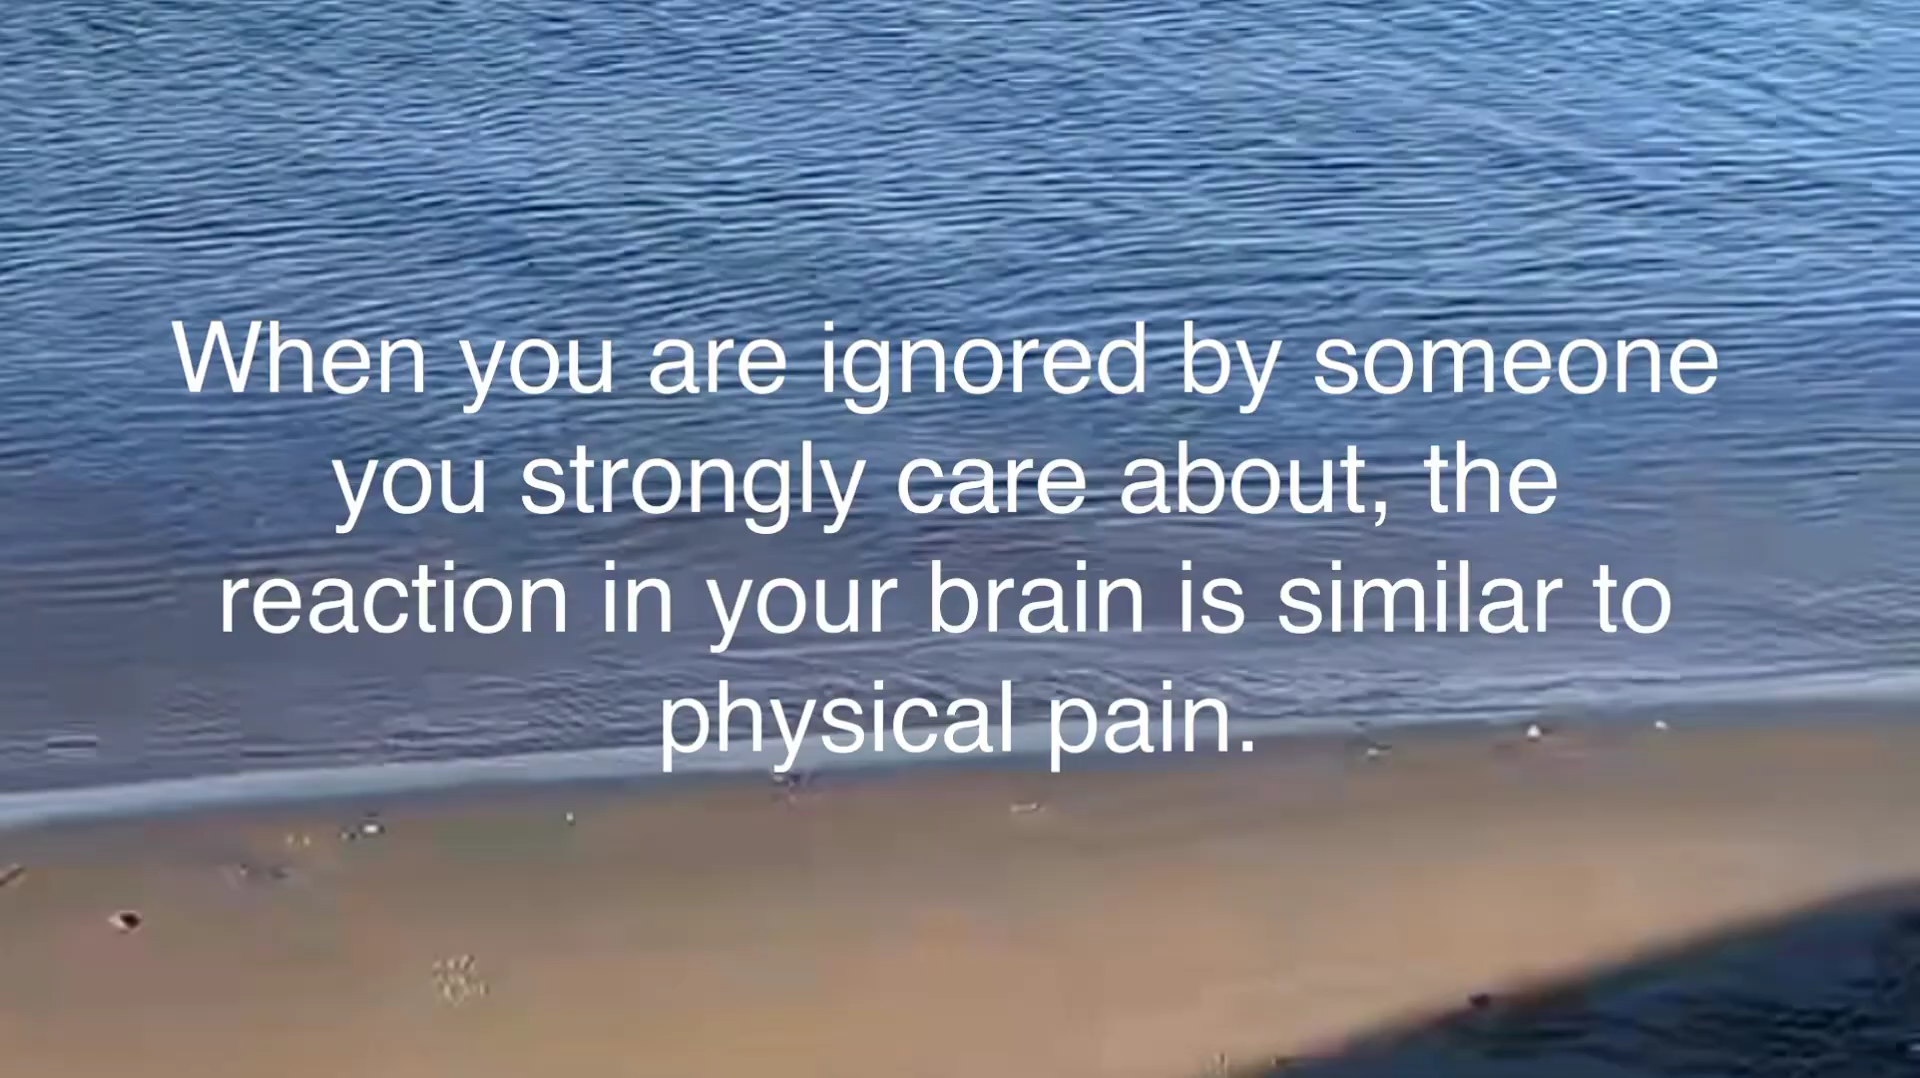 When you are ignored by someone
you strongly care about, the
reaction in your brain is similar to
physical pain.